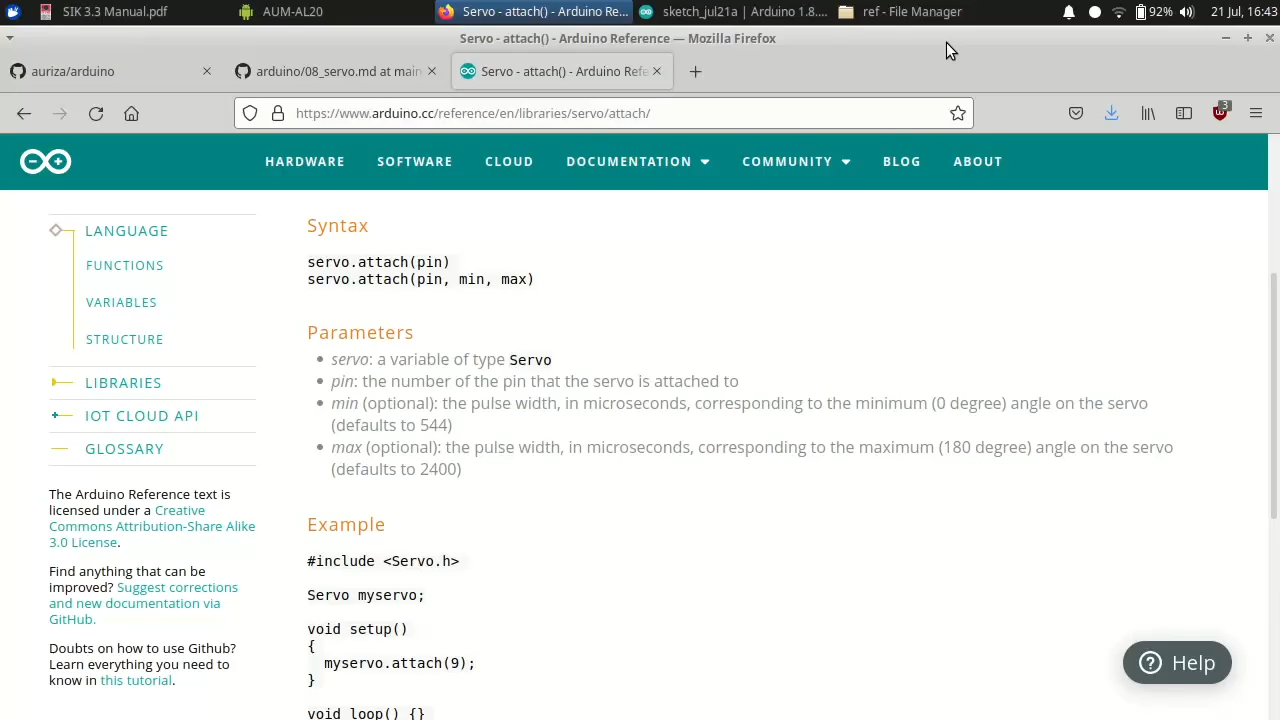 SIK 3.3 Manual.pdf
AUM-AL20
Servo - attach() - Arduino Re...
sketch_jul21a | Arduino 1.8....
ref - File Manager
92%
21 Jul, 16:43
Servo - attach() - Arduino Reference — Mozilla Firefox
auriza/arduino
arduino/08_servo.md at main
Servo - attach() - Arduino Refe
https://www.arduino.cc/reference/en/libraries/servo/attach/
3
HARDWARE
SOFTWARE
CLOUD
DOCUMENTATION
COMMUNITY
BLOG
ABOUT
LANGUAGE
FUNCTIONS
VARIABLES
STRUCTURE
LIBRARIES
IOT CLOUD API
GLOSSARY
The Arduino Reference text is
licensed under a Creative
Commons Attribution-Share Alike
3.0 License.
Find anything that can be
improved? Suggest corrections
and new documentation via
GitHub.
Doubts on how to use Github?
Learn everything you need to
know in this tutorial.
Syntax
servo.attach(pin)
servo.attach(pin, min, max)
Parameters
servo: a variable of type Servo
pin: the number of the pin that the servo is attached to
min (optional): the pulse width, in microseconds, corresponding to the minimum (0 degree) angle on the servo
(defaults to 544)
max (optional): the pulse width, in microseconds, corresponding to the maximum (180 degree) angle on the servo
(defaults to 2400)
Example
#include <Servo.h>
Servo myservo;
void setup()
{
myservo.attach(9);
}
void loop() {}
Help